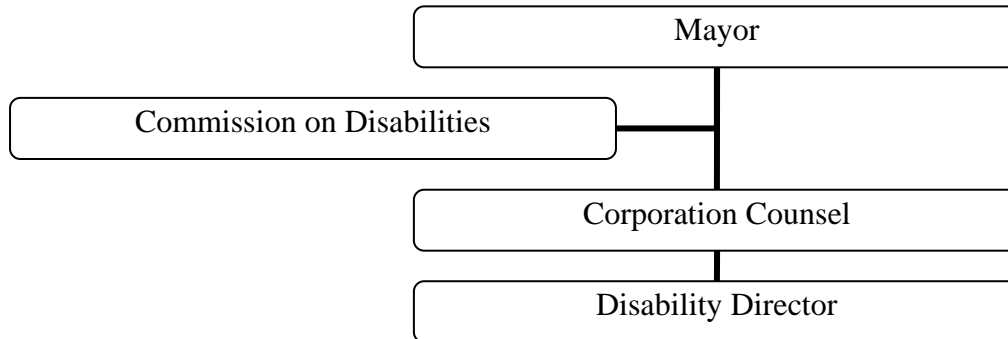 Mayor
Commission on Disabilities
Corporation Counsel
Disability Director